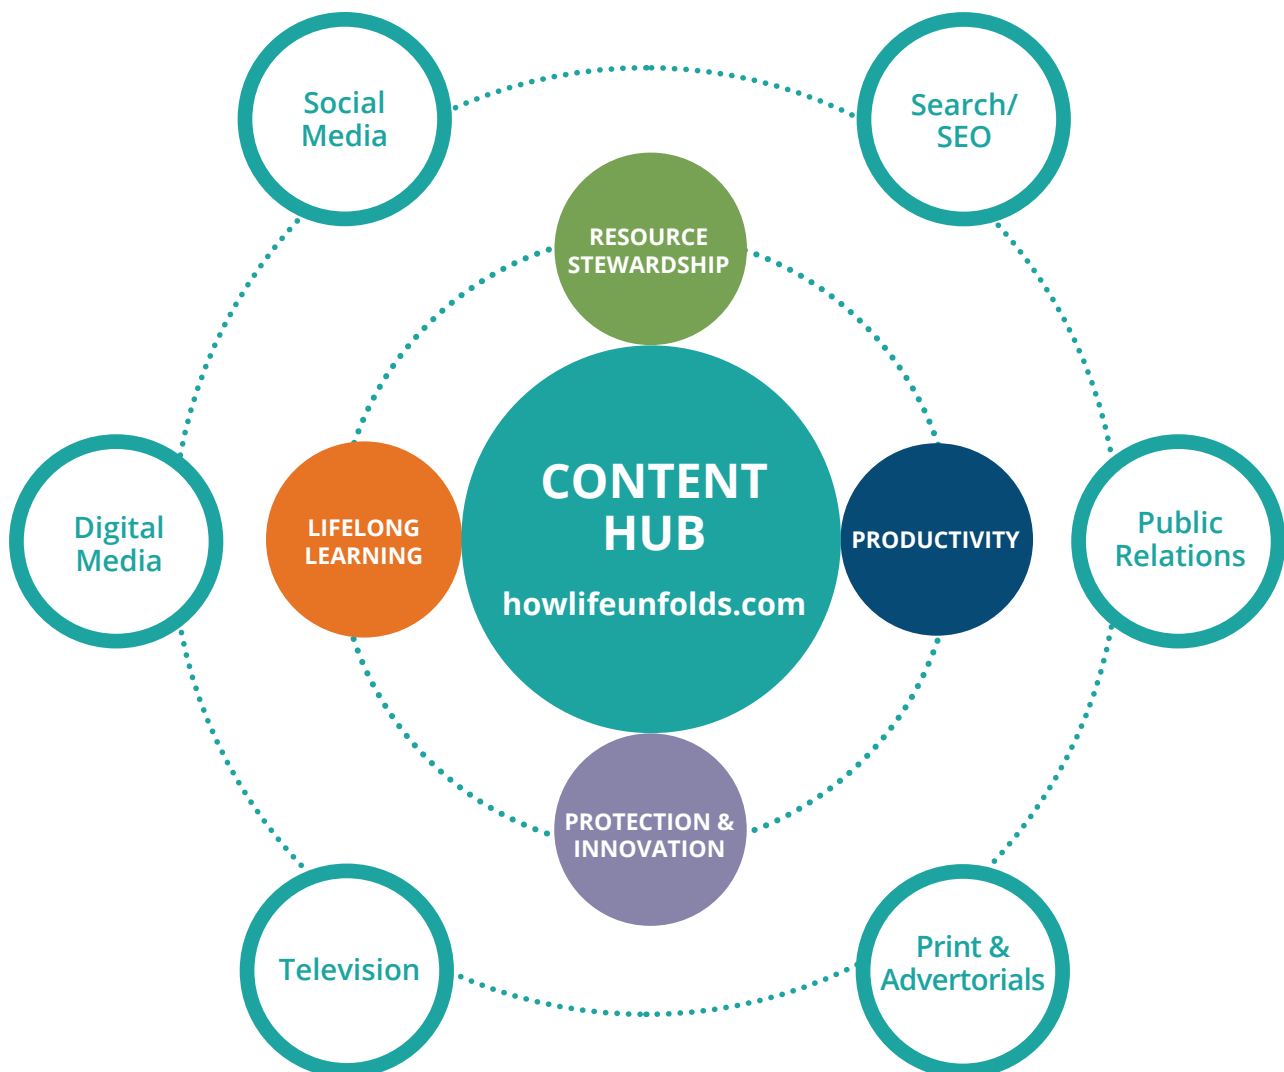 Social
Media
Search/
SEO
RESOURCE
STEWARDSHIP
CONTENT
HUB
howlifeunfolds.com
LIFELONG
LEARNING
PRODUCTIVITY
Digital
Media
Public
Relations
PROTECTION &
INNOVATION
Television
Print &
Advertorials